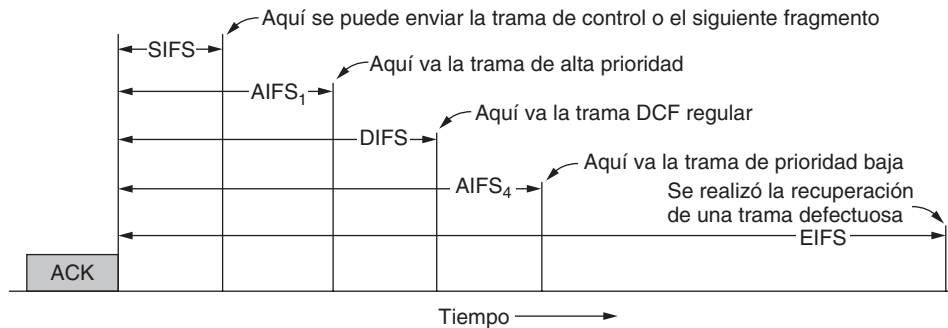 Aquí se puede enviar la trama de control o el siguiente fragmento
SIFS
Aquí va la trama de alta prioridad
AIFS₁
Aquí va la trama DCF regular
DIFS
Aquí va la trama de prioridad baja
AIFS₄
Se realizó la recuperación
de una trama defectuosa
EIFS
ACK
Tiempo